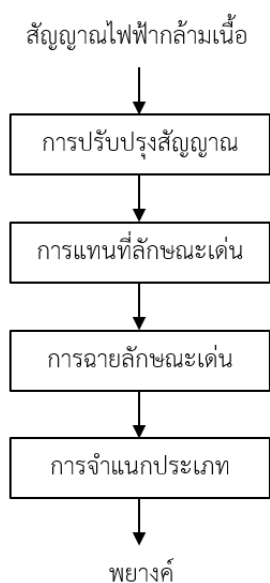 สัญญาณไฟฟ้ากล้ามเนื้อ
การปรับปรุงสัญญาณ
การแทนที่ลักษณะเด่น
การฉายลักษณะเด่น
การจำแนกประเภท
พยางค์